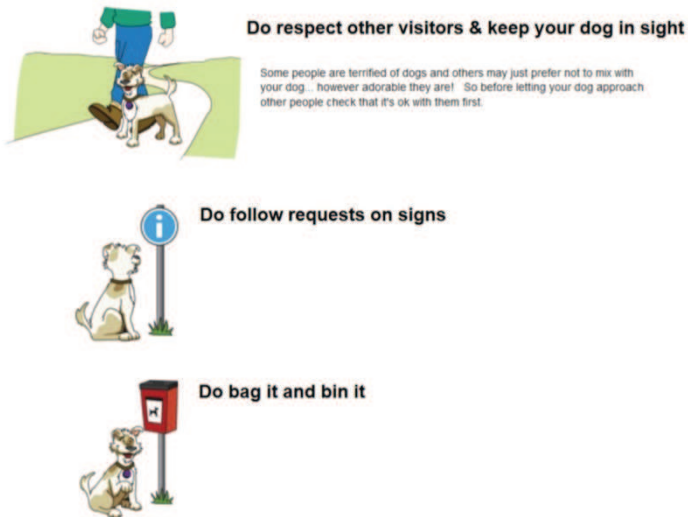 Do respect other visitors & keep your dog in sight
Some people are terrified of dogs and others may just prefer not to mix with
your dog... however adorable they are! So before letting your dog approach
other people check that it's ok with them first.
i
Do follow requests on signs
Do bag it and bin it